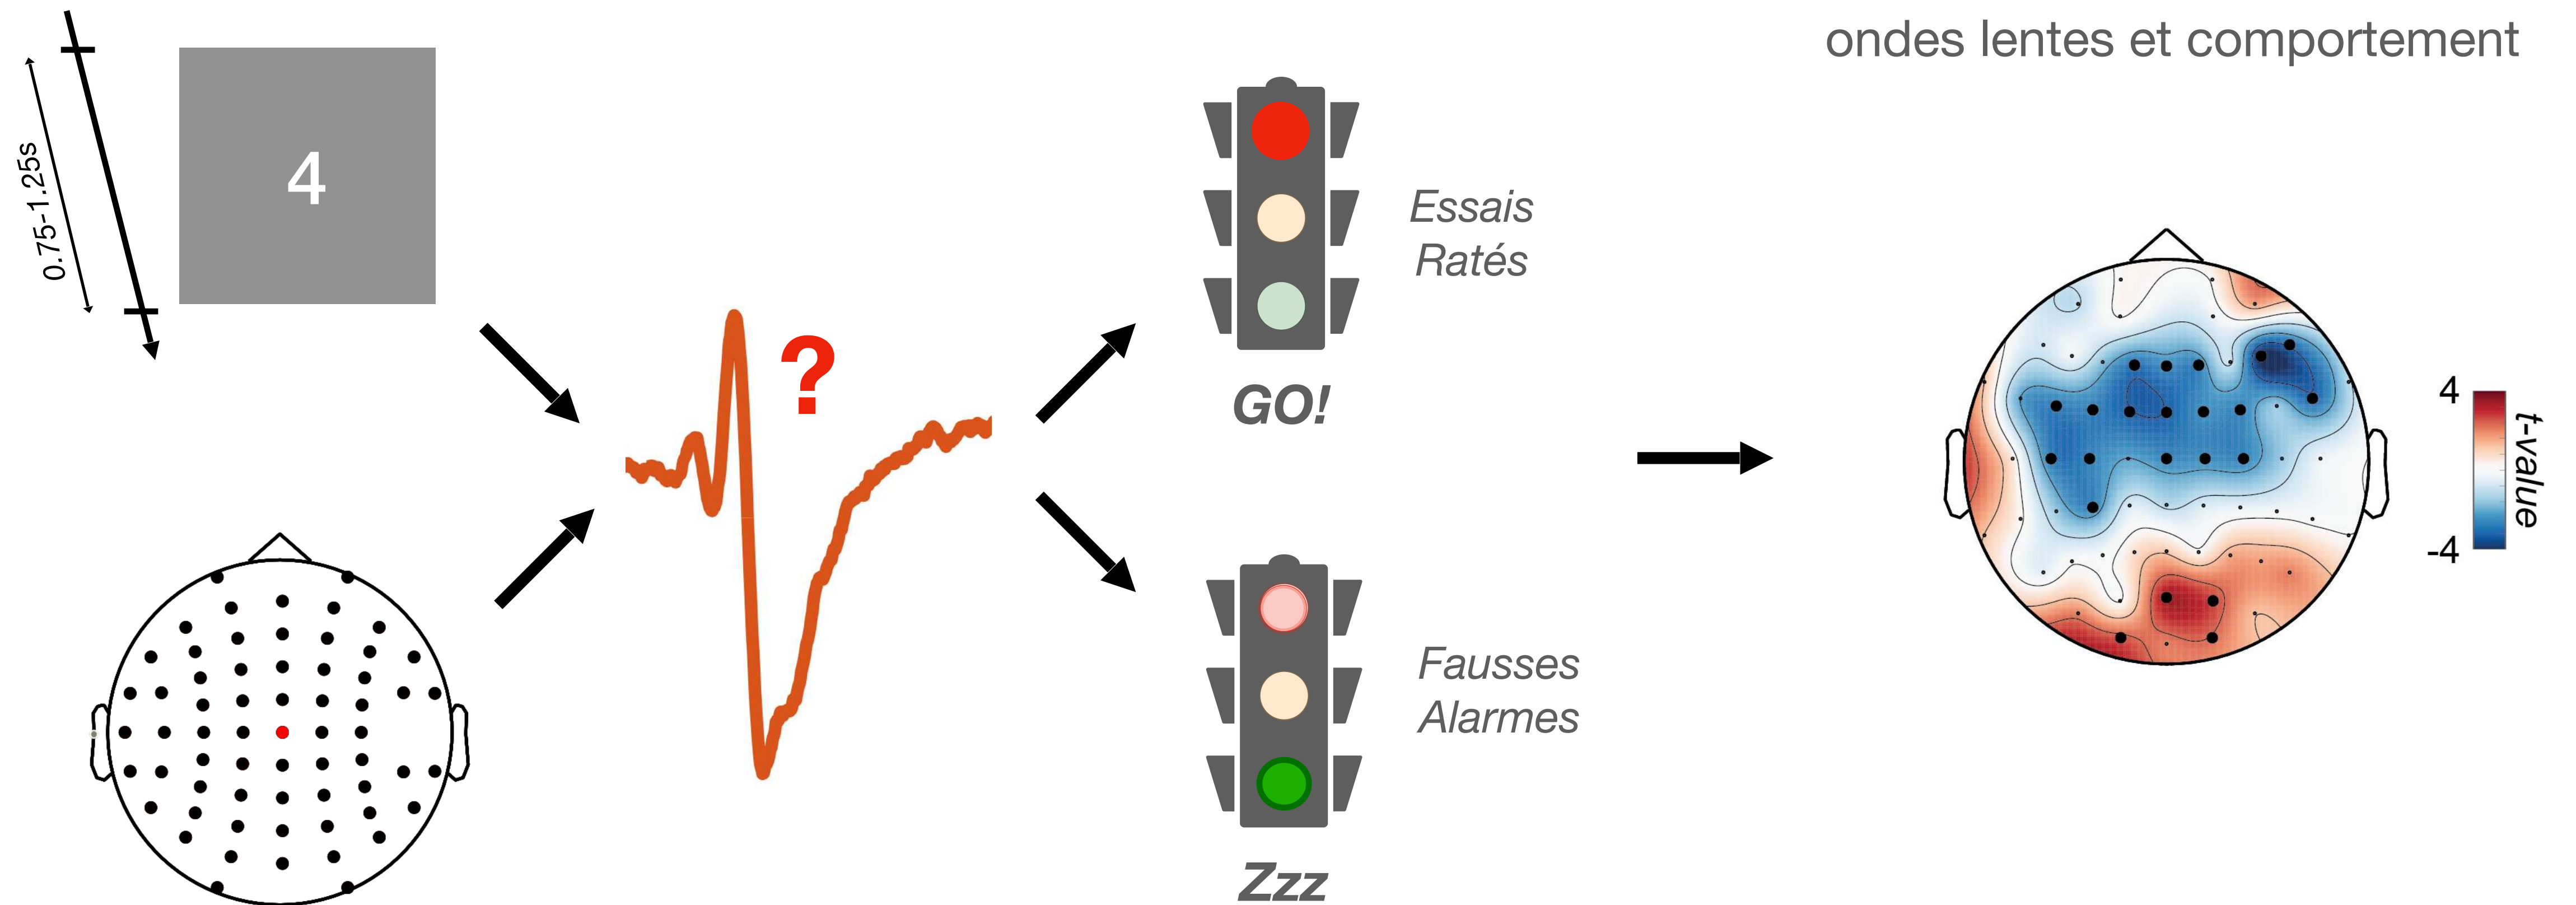 ondes lentes et comportement
0.75-1.25s
4
?
Essais
Ratés
GO!
Fausses
Alarmes
Zzz
4
-4
t-value